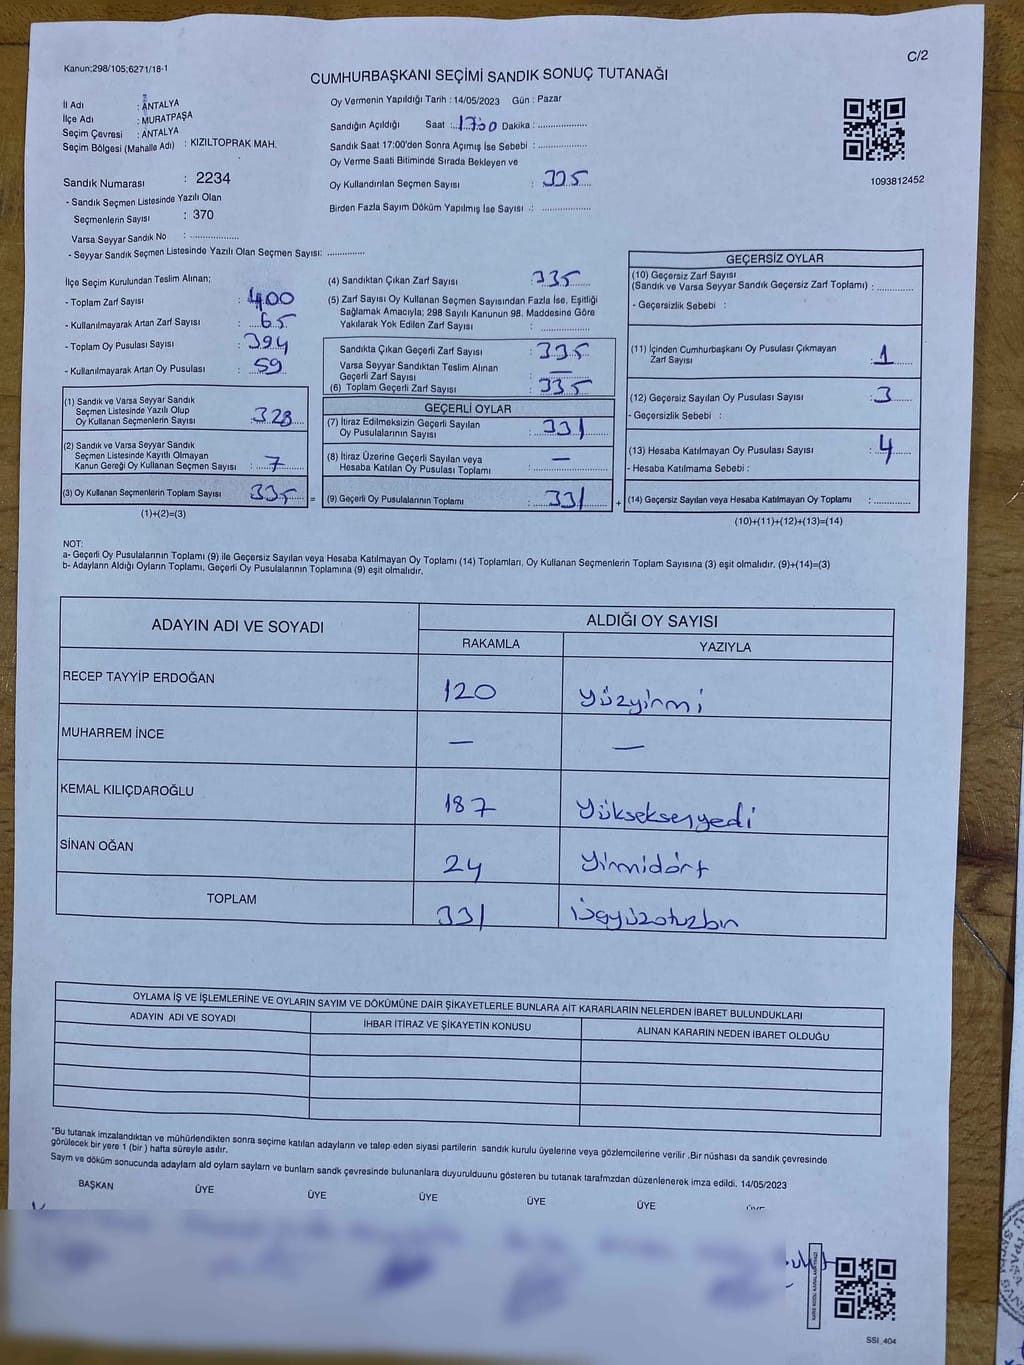 Kanun:298/105;6271/18-1
C/2
CUMHURBAŞKANI SEÇİMİ SANDIK SONUÇ TUTANAĞI
İl Adı : ANTALYA
İlçe Adı : MURATPAŞA
Seçim Çevresi : ANTALYA
Seçim Bölgesi (Mahalle Adı) : KIZILTOPRAK MAH.
Sandık Numarası : 2234
- Sandık Seçmen Listesinde Yazılı Olan
Seçmenlerin Sayısı : 370
Varsa Seyyar Sandık No : ..................
- Seyyar Sandık Seçmen Listesinde Yazılı Olan Seçmen Sayısı: ..............
Oy Vermenin Yapıldığı Tarih : 14/05/2023 Gün : Pazar
Sandığın Açıldığı Saat : 17:00 Dakika : ..................
Sandık Saat 17:00'den Sonra Açımış İse Sebebi : ..................
Oy Verme Saati Bitiminde Sırada Bekleyen ve
Oy Kullandırılan Seçmen Sayısı : 335
Birden Fazla Sayım Döküm Yapılmış İse Sayısı .: ..................
1093812452
İlçe Seçim Kurulundan Teslim Alınan;
- Toplam Zarf Sayısı : 400
- Kullanılmayarak Artan Zarf Sayısı : 65
- Toplam Oy Pusulası Sayısı : 394
- Kullanılmayarak Artan Oy Pusulası : 59
(1) Sandık ve Varsa Seyyar Sandık
Seçmen Listesinde Yazılı Olup
Oy Kullanan Seçmenlerin Sayısı : 328
(2) Sandık ve Varsa Seyyar Sandık
Seçmen Listesinde Kayıtlı Olmayan
Kanun Gereği Oy Kullanan Seçmen Sayısı : 7
(3) Oy Kullanan Seçmenlerin Toplam Sayısı 335 =
(1)+(2)=(3)
(4) Sandıktan Çıkan Zarf Sayısı : 335
(5) Zarf Sayısı Oy Kullanan Seçmen Sayısından Fazla İse, Eşitliği
Sağlamak Amacıyla; 298 Sayılı Kanunun 98. Maddesine Göre
Yakılarak Yok Edilen Zarf Sayısı : ..................
Sandıkta Çıkan Geçerli Zarf Sayısı : 335
Varsa Seyyar Sandıktan Teslim Alınan
Geçerli Zarf Sayısı : —
(6) Toplam Geçerli Zarf Sayısı : 335
GEÇERLİ OYLAR
(7) İtiraz Edilmeksizin Geçerli Sayılan
Oy Pusulalarının Sayısı : 331
(8) İtiraz Üzerine Geçerli Sayılan veya
Hesaba Katılan Oy Pusulası Toplamı : —
(9) Geçerli Oy Pusulalarının Toplamı : 331 +
GEÇERSİZ OYLAR
(10) Geçersiz Zarf Sayısı
(Sandık ve Varsa Seyyar Sandık Geçersiz Zarf Toplamı) : ..............
- Geçersizlik Sebebi :
(11) İçinden Cumhurbaşkanı Oy Pusulası Çıkmayan
Zarf Sayısı : 1
(12) Geçersiz Sayılan Oy Pusulası Sayısı : 3
- Geçersizlik Sebebi :
(13) Hesaba Katılmayan Oy Pusulası Sayısı : 4
- Hesaba Katılmama Sebebi :
(14) Geçersiz Sayılan veya Hesaba Katılmayan Oy Toplamı : ..............
(10)+(11)+(12)+(13)=(14)
NOT:
a- Geçerli Oy Pusulalarının Toplamı (9) ile Geçersiz Sayılan veya Hesaba Katılmayan Oy Toplamı (14) Toplamları, Oy Kullanan Seçmenlerin Toplam Sayısına (3) eşit olmalıdır. (9)+(14)=(3)
b- Adayların Aldığı Oyların Toplamı, Geçerli Oy Pusulalarının Toplamına (9) eşit olmalıdır.
ADAYIN ADI VE SOYADI ALDIĞI OY SAYISI
RAKAMLA YAZIYLA
RECEP TAYYİP ERDOĞAN 120 Yüzyirmi
MUHARREM İNCE — —
KEMAL KILIÇDAROĞLU 187 Yükseksenyedi
SİNAN OĞAN 24 Yirmidört
TOPLAM 331 Üçyüzotuzbir
OYLAMA İŞ VE İŞLEMLERİNE VE OYLARIN SAYIM VE DÖKÜMÜNE DAİR ŞİKAYETLERLE BUNLARA AİT KARARLARIN NELERDEN İBARET BULUNDUKLARI
ADAYIN ADI VE SOYADI İHBAR İTİRAZ VE ŞİKAYETİN KONUSU ALINAN KARARIN NEDEN İBARET OLDUĞU
*Bu tutanak imzalandıktan ve mühürlendikten sonra seçime katılan adayların ve talep eden siyasi partilerin sandık kurulu üyelerine veya gözlemcilerine verilir .Bir nüshası da sandık çevresinde
görülecek bir yere 1 (bir ) hafta süreyle asılır.
Sayım ve döküm sonucunda adayların ald oyların sayların ve bunlam sandk çevresinde bulunanlara duyurulduunu gösteren bu tutanak tarafmzdan düzenlenerek imza edildi. 14/05/2023
BAŞKAN ÜYE ÜYE ÜYE ÜYE ÜYE
SSI_404